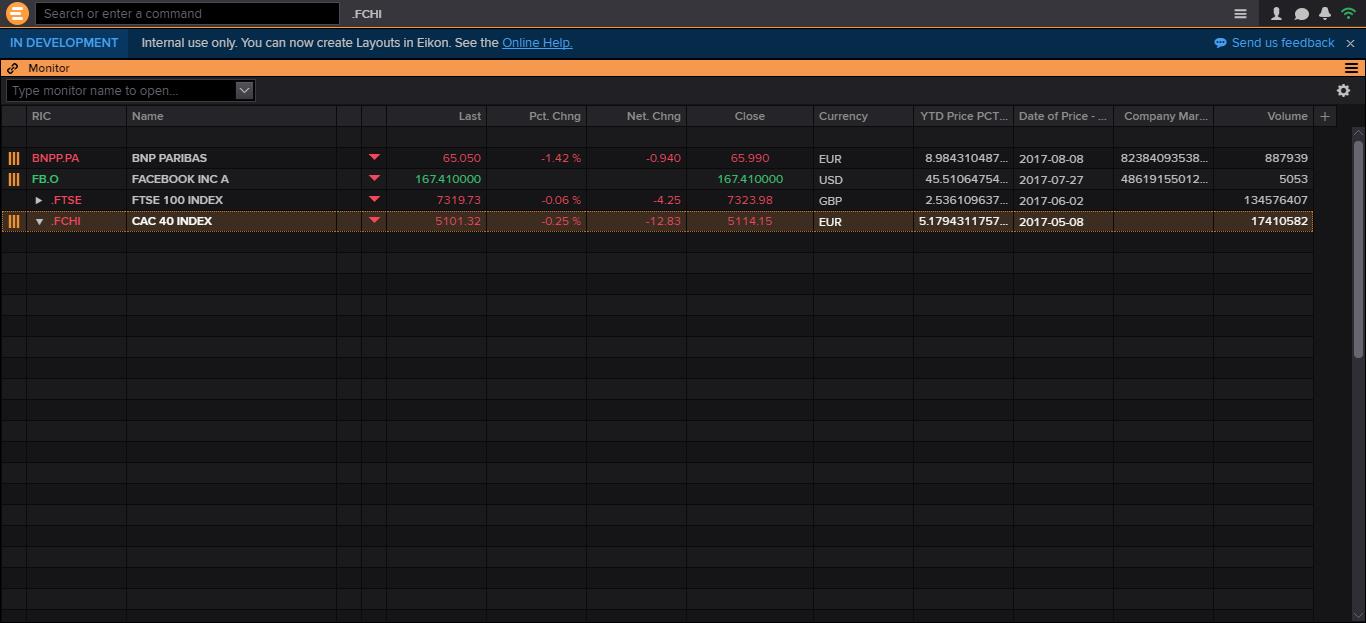 Search or enter a command .FCHI
IN DEVELOPMENT Internal use only. You can now create Layouts in Eikon. See the Online Help. Send us feedback
Monitor
Type monitor name to open...
RIC Name Last Pct. Chng Net. Chng Close Currency YTD Price PCT... Date of Price - ... Company Mar... Volume
BNPP.PA BNP PARIBAS 65.050 -1.42 % -0.940 65.990 EUR 8.984310487... 2017-08-08 82384093538... 887939
FB.O FACEBOOK INC A 167.410000 167.410000 USD 45.51064754... 2017-07-27 48619155012... 5053
.FTSE FTSE 100 INDEX 7319.73 -0.06 % -4.25 7323.98 GBP 2.536109637... 2017-06-02 134576407
.FCHI CAC 40 INDEX 5101.32 -0.25 % -12.83 5114.15 EUR 5.1794311757... 2017-05-08 17410582